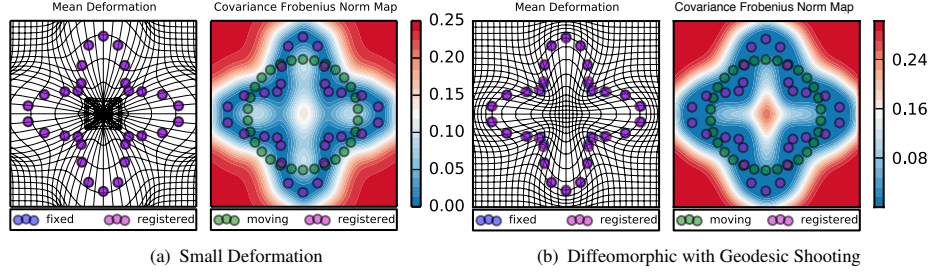 Mean Deformation
Covariance Frobenius Norm Map
0.25
0.20
0.15
0.10
0.05
0.00
fixed
registered
moving
registered
(a) Small Deformation
Mean Deformation
Covariance Frobenius Norm Map
0.24
0.16
0.08
fixed
registered
moving
registered
(b) Diffeomorphic with Geodesic Shooting